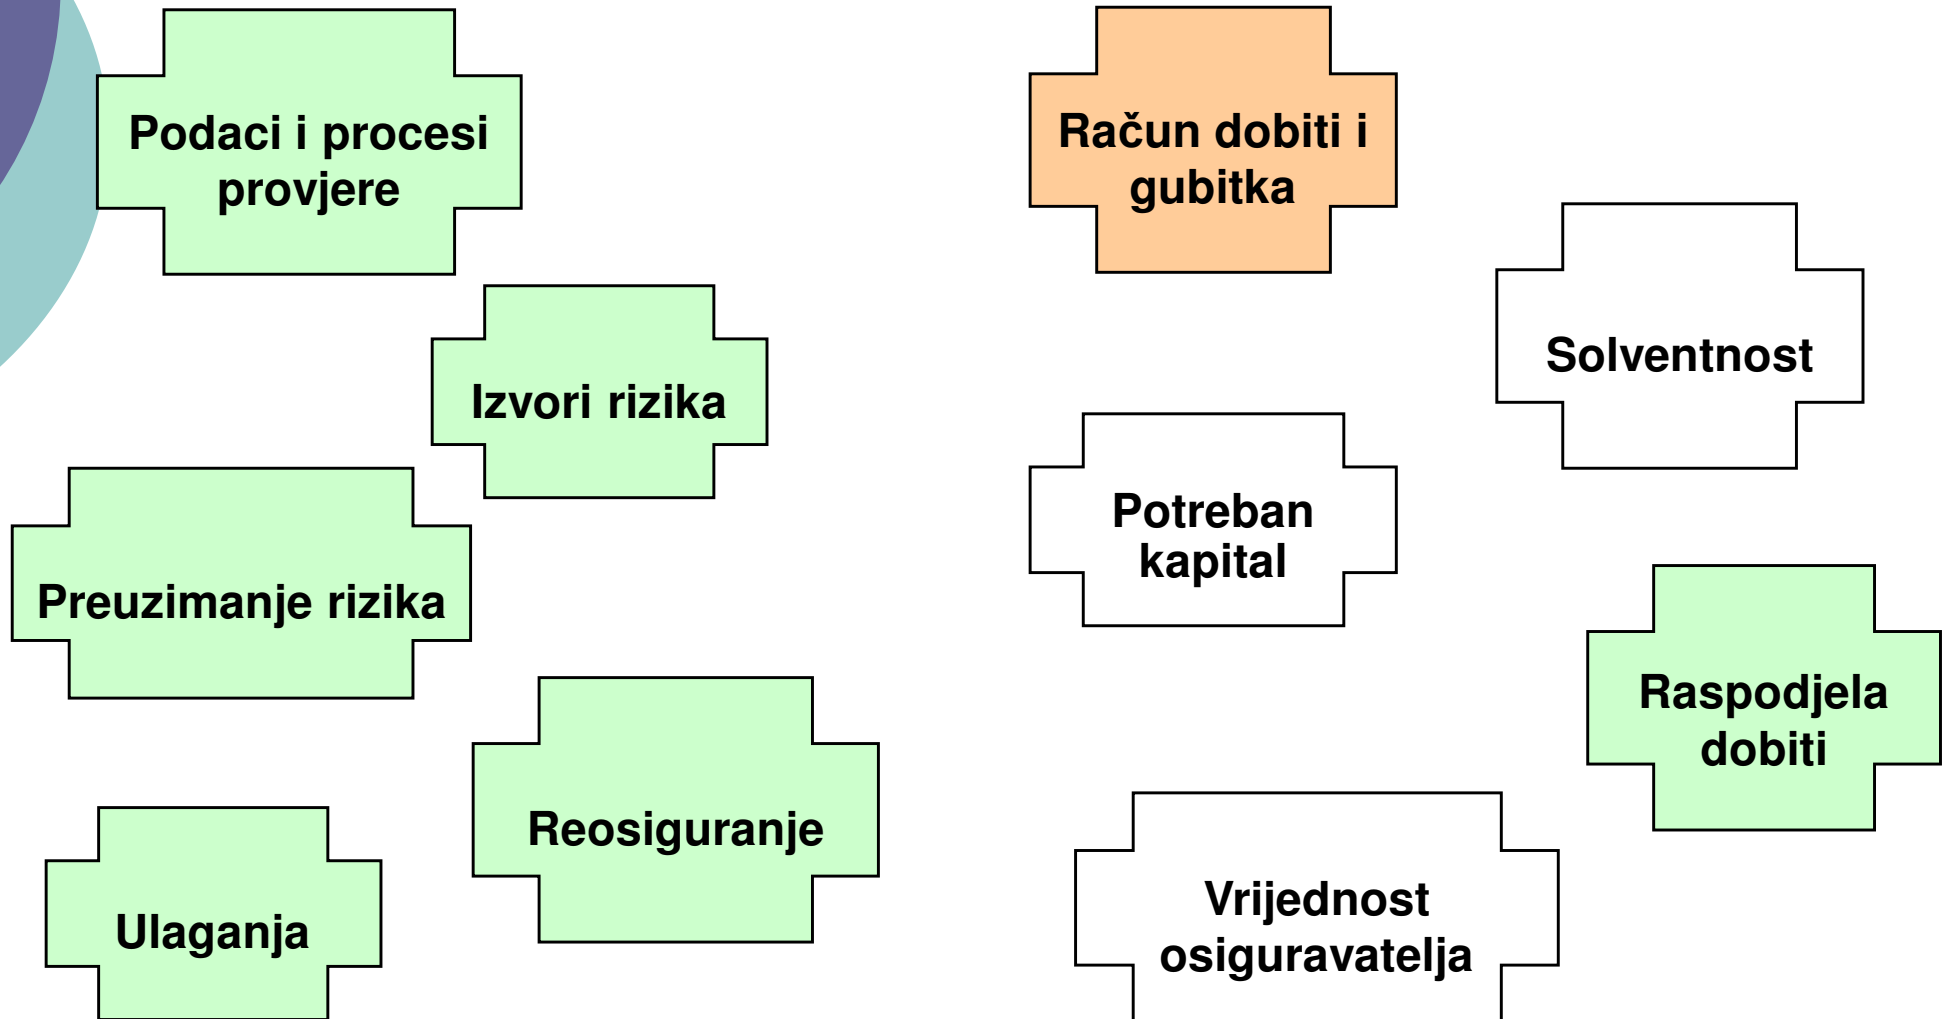 Podaci i procesi
provjere
Račun dobiti i
gubitka
Solventnost
Izvori rizika
Potreban
kapital
Preuzimanje rizika
Raspodjela
dobiti
Reosiguranje
Ulaganja
Vrijednost
osiguravatelja